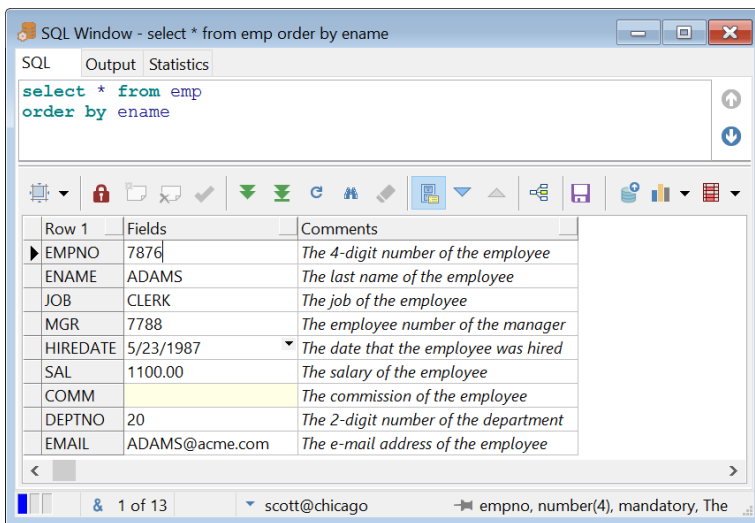 SQL Window - select * from emp order by ename
SQL Output Statistics
select * from emp
order by ename
Row 1 Fields Comments
EMPNO 7876 The 4-digit number of the employee
ENAME ADAMS The last name of the employee
JOB CLERK The job of the employee
MGR 7788 The employee number of the manager
HIREDATE 5/23/1987 The date that the employee was hired
SAL 1100.00 The salary of the employee
COMM The commission of the employee
DEPTNO 20 The 2-digit number of the department
EMAIL ADAMS@acme.com The e-mail address of the employee
& 1 of 13 scott@chicago empno, number(4), mandatory, The